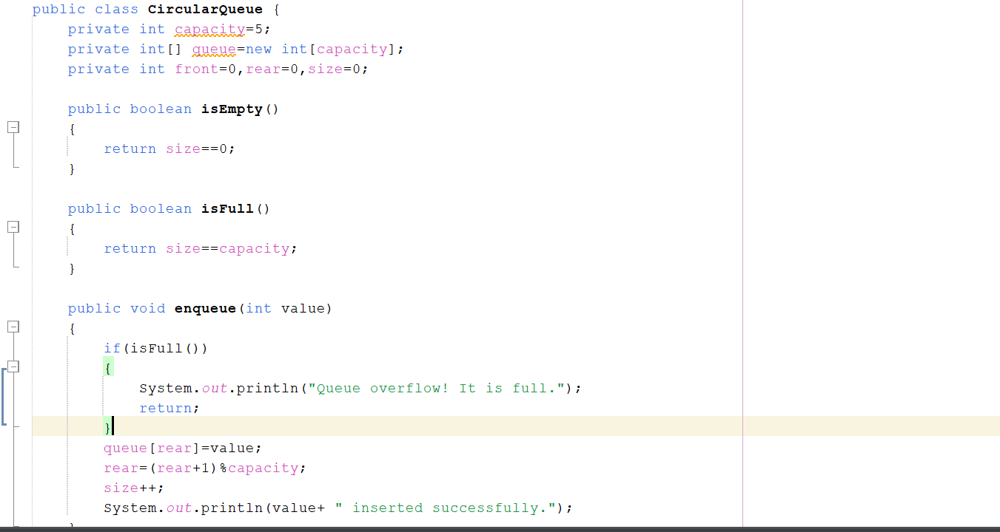 public class CircularQueue {
    private int capacity=5;
    private int[] queue=new int[capacity];
    private int front=0,rear=0,size=0;

    public boolean isEmpty()
    {
        return size==0;
    }

    public boolean isFull()
    {
        return size==capacity;
    }

    public void enqueue(int value)
    {
        if(isFull())
        {
            System.out.println("Queue overflow! It is full.");
            return;
        }
        queue[rear]=value;
        rear=(rear+1)%capacity;
        size++;
        System.out.println(value+ " inserted successfully.");
    }